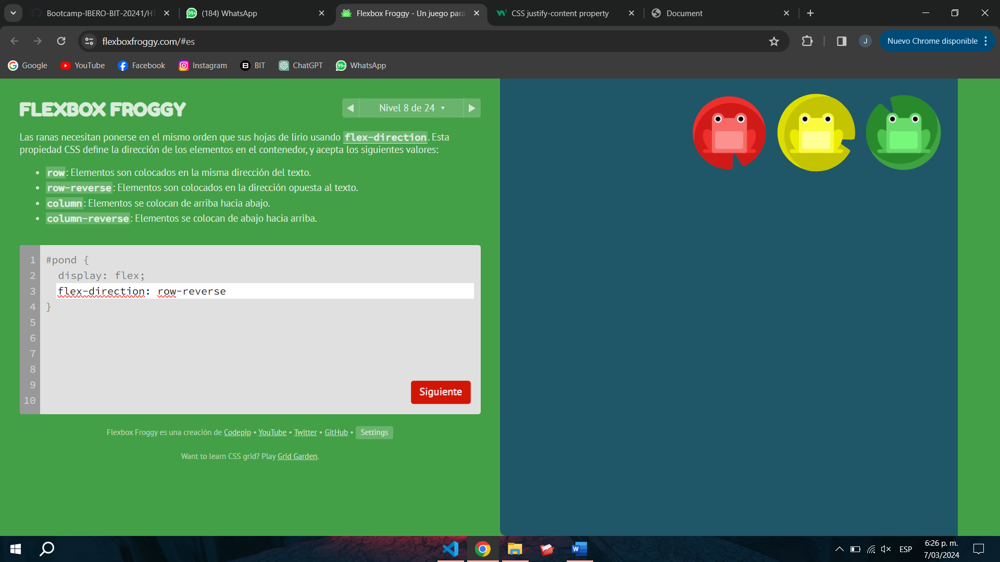 Bootcamp-IBERO-BIT-20241/HT
(184) WhatsApp
Flexbox Froggy - Un juego para
CSS justify-content property
Document
flexboxfroggy.com/#es
J
Nuevo Chrome disponible
Google
YouTube
Facebook
Instagram
BIT
ChatGPT
WhatsApp
FLEXBOX FROGGY
Nivel 8 de 24
Las ranas necesitan ponerse en el mismo orden que sus hojas de lirio usando flex-direction. Esta
propiedad CSS define la dirección de los elementos en el contenedor, y acepta los siguientes valores:
• row: Elementos son colocados en la misma dirección del texto.
• row-reverse: Elementos son colocados en la dirección opuesta al texto.
• column: Elementos se colocan de arriba hacia abajo.
• column-reverse: Elementos se colocan de abajo hacia arriba.
1 #pond {
2 display: flex;
3 flex-direction: row-reverse
4 }
5
6
7
8
9
10
Siguiente
Flexbox Froggy es una creación de Codepip • YouTube • Twitter • GitHub • Settings
Want to learn CSS grid? Play Grid Garden.
ESP
6:26 p. m.
7/03/2024